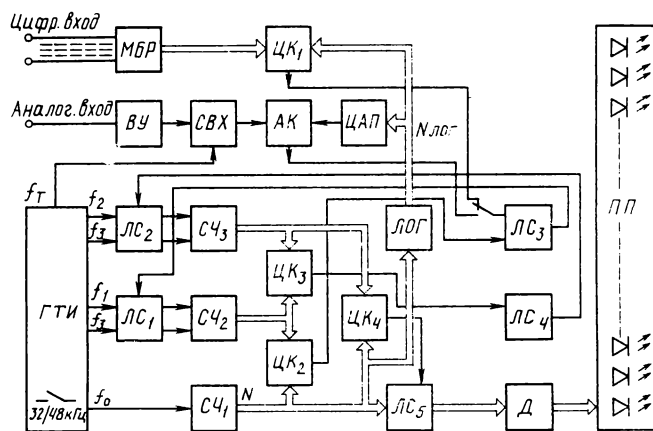 Цифр. вход
МБР
ЦК1
Аналог. вход
ВУ
СВХ
АК
ЦАП
Nлог
fТ
f2
f3
ЛС2
СЧ3
ЛОГ
ЛС3
ПП
ЦК3
ГТИ
f1
f3
ЛС1
СЧ2
ЦК4
ЛС4
ЦК2
32/48кГц
f0
СЧ1
N
ЛС5
Д